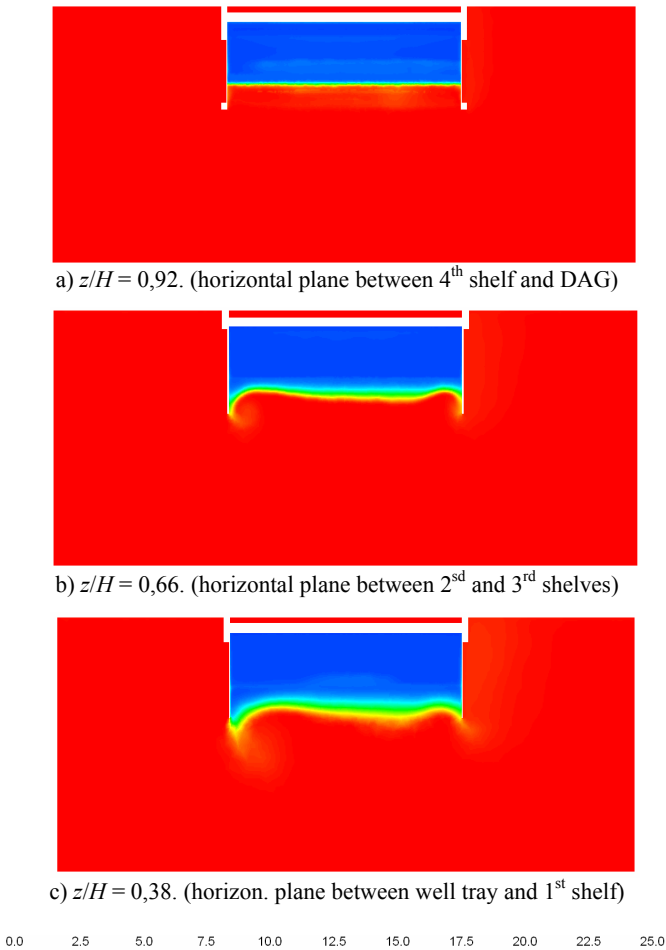 a) z/H = 0,92. (horizontal plane between 4th shelf and DAG)
b) z/H = 0,66. (horizontal plane between 2sd and 3rd shelves)
c) z/H = 0,38. (horizon. plane between well tray and 1st shelf)
0.0 2.5 5.0 7.5 10.0 12.5 15.0 17.5 20.0 22.5 25.0